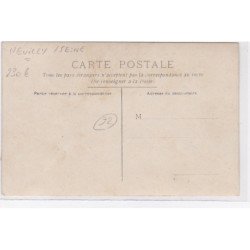 NEUILLY /SEINE
230€
CARTE POSTALE
Tous les pays étrangers n'acceptent pas la correspondance au recto
(Se renseigner à la Poste)
PARTIE RÉSERVÉE A LA CORRESPONDANCE
ADRESSE DU DESTINATAIRE
M